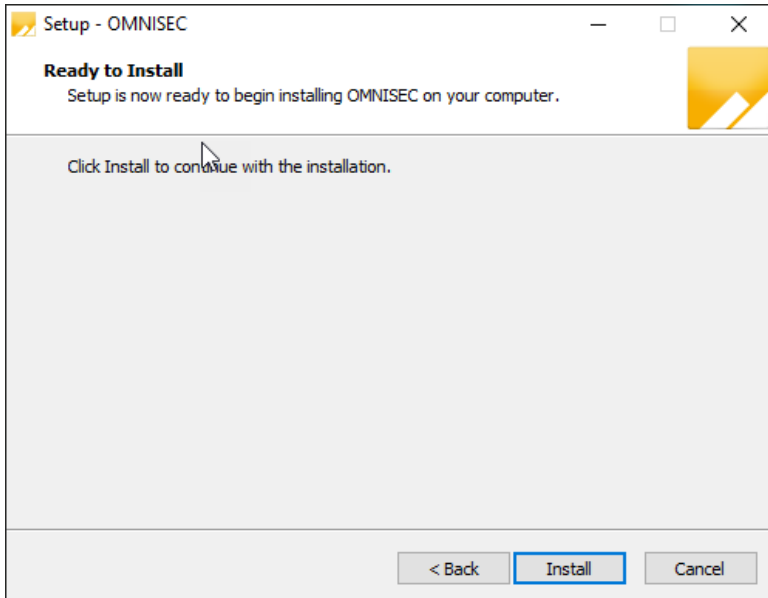 Setup - OMNISEC
Ready to Install
Setup is now ready to begin installing OMNISEC on your computer.
Click Install to continue with the installation.
< Back
Install
Cancel